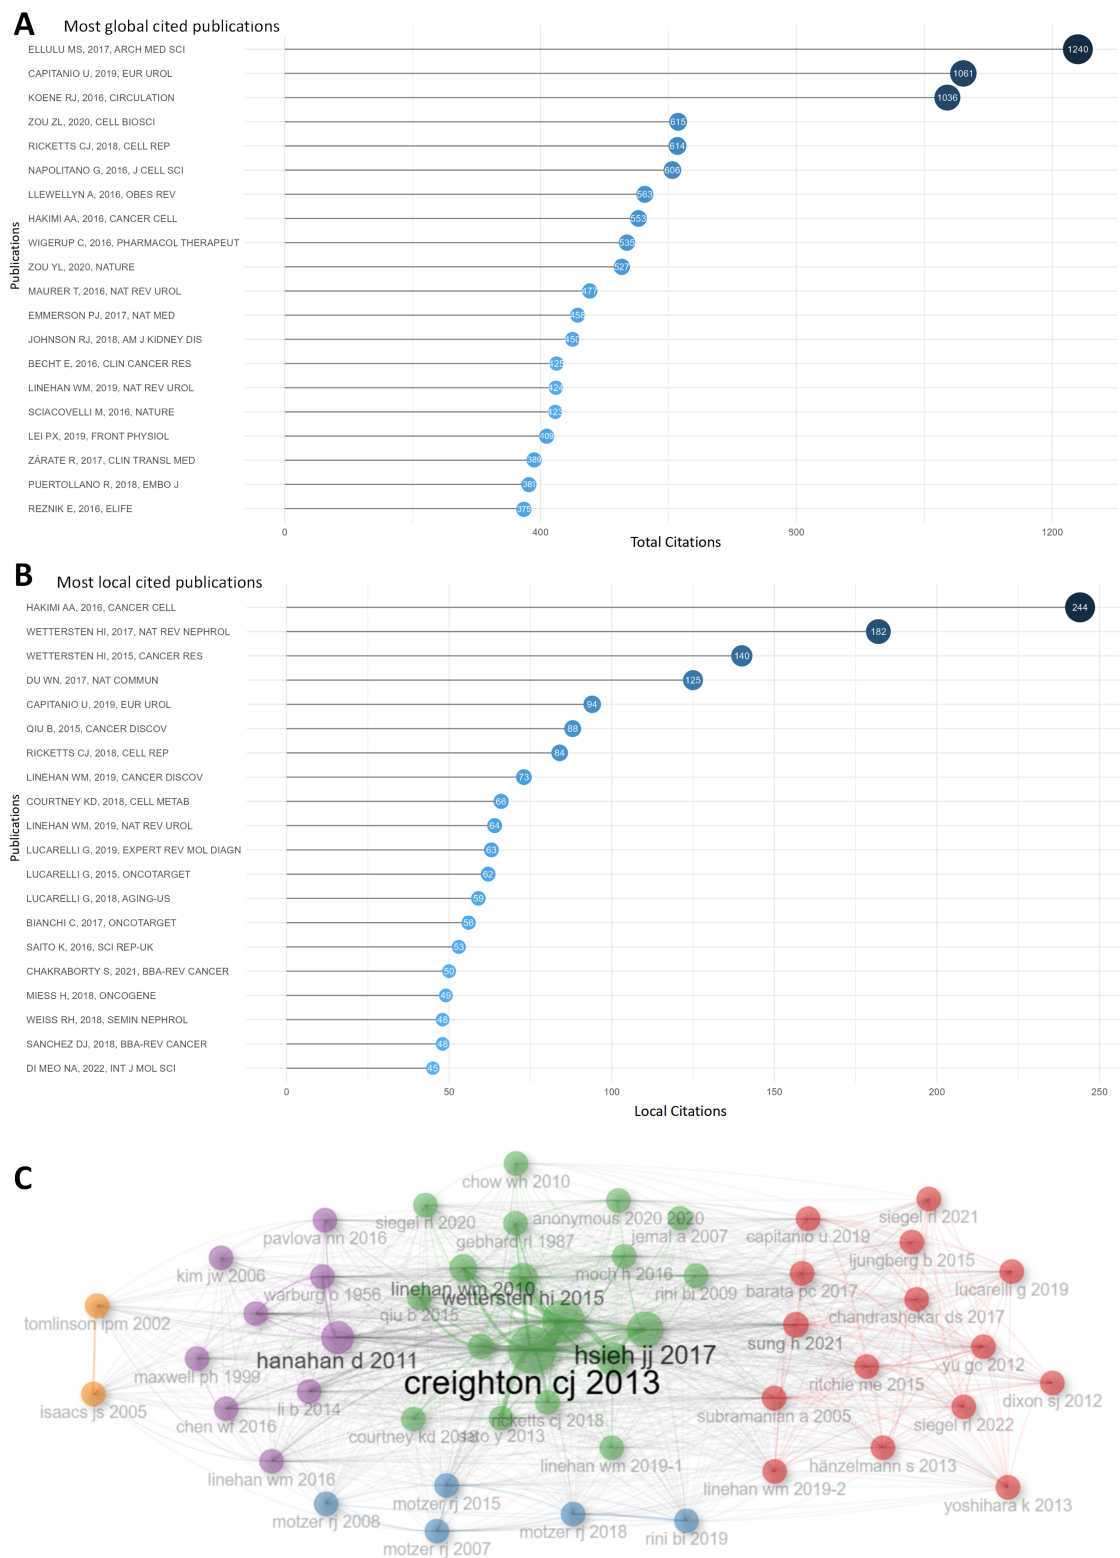 A
Most global cited publications
Publications
ELLULU MS, 2017, ARCH MED SCI 1240
CAPITANIO U, 2019, EUR UROL 1061
KOENE RJ, 2016, CIRCULATION 1036
ZOU ZL, 2020, CELL BIOSCI 615
RICKETTS CJ, 2018, CELL REP 614
NAPOLITANO G, 2016, J CELL SCI 606
LLEWELLYN A, 2016, OBES REV 563
HAKIMI AA, 2016, CANCER CELL 553
WIGERUP C, 2016, PHARMACOL THERAPEUT 535
ZOU YL, 2020, NATURE 527
MAURER T, 2016, NAT REV UROL 477
EMMERSON PJ, 2017, NAT MED 458
JOHNSON RJ, 2018, AM J KIDNEY DIS 450
BECHT E, 2016, CLIN CANCER RES 425
LINEHAN WM, 2019, NAT REV UROL 424
SCIACOVELLI M, 2016, NATURE 423
LEI PX, 2019, FRONT PHYSIOL 409
ZÁRATE R, 2017, CLIN TRANSL MED 389
PUERTOLLANO R, 2018, EMBO J 381
REZNIK E, 2016, ELIFE 375
0 400 900 1200
Total Citations
B
Most local cited publications
Publications
HAKIMI AA, 2016, CANCER CELL 244
WETTERSTEN HI, 2017, NAT REV NEPHROL 182
WETTERSTEN HI, 2015, CANCER RES 140
DU WN, 2017, NAT COMMUN 125
CAPITANIO U, 2019, EUR UROL 94
QIU B, 2015, CANCER DISCOV 88
RICKETTS CJ, 2018, CELL REP 84
LINEHAN WM, 2019, CANCER DISCOV 73
COURTNEY KD, 2018, CELL METAB 66
LINEHAN WM, 2019, NAT REV UROL 64
LUCARELLI G, 2019, EXPERT REV MOL DIAGN 63
LUCARELLI G, 2015, ONCOTARGET 62
LUCARELLI G, 2018, AGING-US 59
BIANCHI C, 2017, ONCOTARGET 56
SAITO K, 2016, SCI REP-UK 53
CHAKRABORTY S, 2021, BBA-REV CANCER 50
MIESS H, 2018, ONCOGENE 49
WEISS RH, 2018, SEMIN NEPHROL 48
SANCHEZ DJ, 2018, BBA-REV CANCER 48
DI MEO NA, 2022, INT J MOL SCI 45
0 50 100 150 200 250
Local Citations
C
chow wh 2010
siegel rl 2020
anonymous 2020 2020
siegel rl 2021
pavlova nn 2016
gebhard rl 1987
jemal a 2007
capitanio u 2019
ljungberg b 2015
kim jw 2006
warburg o 1956
linehan wm 2010
moch h 2016
rini bi 2009
barata pc 2017
lucarelli g 2019
wettersten hi 2015
qiu b 2015
chandrashekar ds 2017
tomlinson ipm 2002
sung h 2021
hanahan d 2011
hsieh jj 2017
yu gc 2012
maxwell ph 1999
creighton cj 2013
ritchie me 2015
dixon sj 2012
isaacs js 2005
chen wf 2016
li b 2014
ricketts cj 2018
subramanian a 2005
siegel rl 2022
courtney kd 2018
sato y 2013
linehan wm 2016
linehan wm 2019-1
hänzelmann s 2013
linehan wm 2019-2
motzer rj 2015
yoshihara k 2013
motzer rj 2008
motzer rj 2018
rini bi 2019
motzer rj 2007